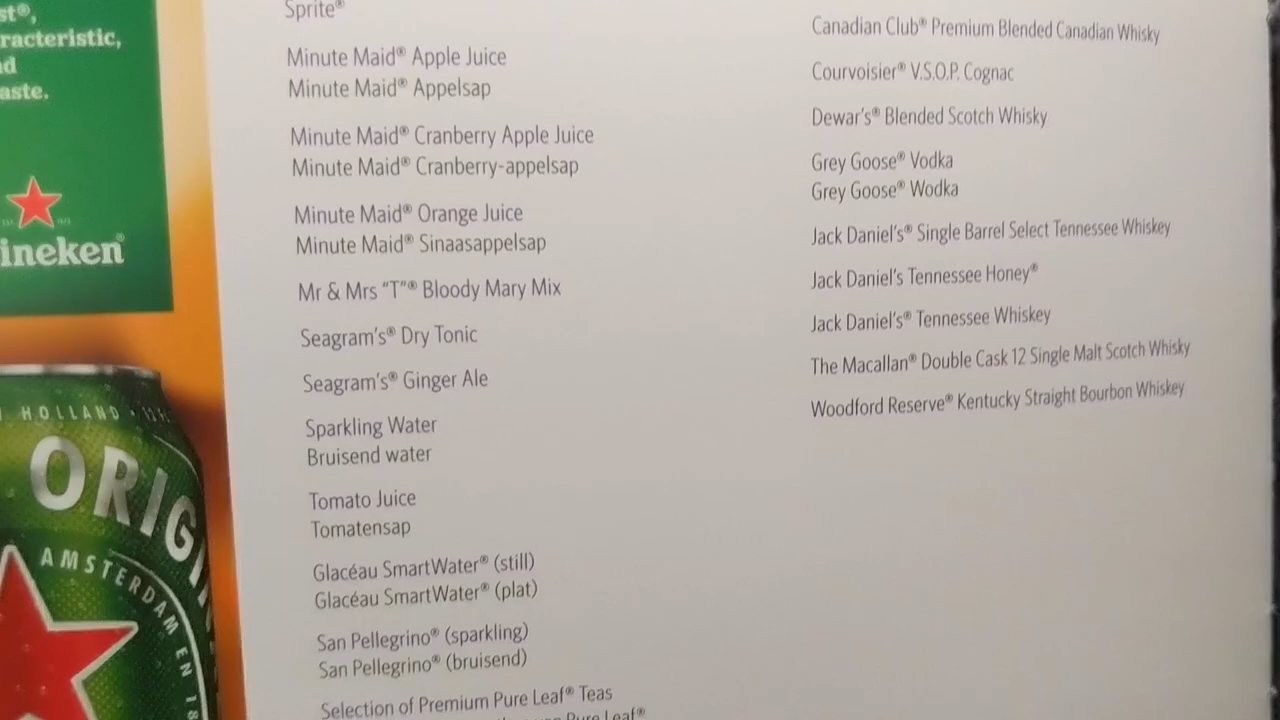 st®,
racteristic,
d
aste.
ineken®
HOLLAND
ORIG
AMSTERDAM EN 18
Sprite®
Minute Maid® Apple Juice
Minute Maid® Appelsap
Minute Maid® Cranberry Apple Juice
Minute Maid® Cranberry-appelsap
Minute Maid® Orange Juice
Minute Maid® Sinaasappelsap
Mr & Mrs “T”® Bloody Mary Mix
Seagram's® Dry Tonic
Seagram's® Ginger Ale
Sparkling Water
Bruisend water
Tomato Juice
Tomatensap
Glacéau SmartWater® (still)
Glacéau SmartWater® (plat)
San Pellegrino® (sparkling)
San Pellegrino® (bruisend)
Selection of Premium Pure Leaf® Teas
Pure Leaf®
Canadian Club® Premium Blended Canadian Whisky
Courvoisier® V.S.O.P. Cognac
Dewar's® Blended Scotch Whisky
Grey Goose® Vodka
Grey Goose® Wodka
Jack Daniel's® Single Barrel Select Tennessee Whiskey
Jack Daniel's Tennessee Honey®
Jack Daniel's® Tennessee Whiskey
The Macallan® Double Cask 12 Single Malt Scotch Whisky
Woodford Reserve® Kentucky Straight Bourbon Whiskey